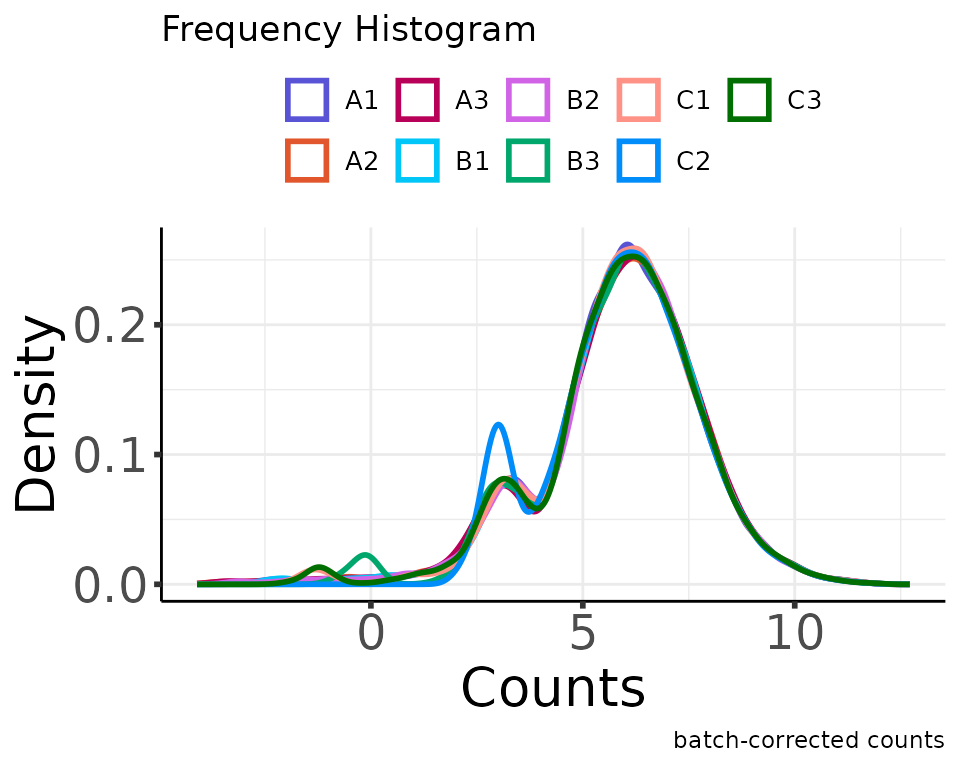 Frequency Histogram
A1 A3 B2 C1 C3
A2 B1 B3 C2
Density
0.2
0.1
0.0
0 5 10
Counts
batch-corrected counts